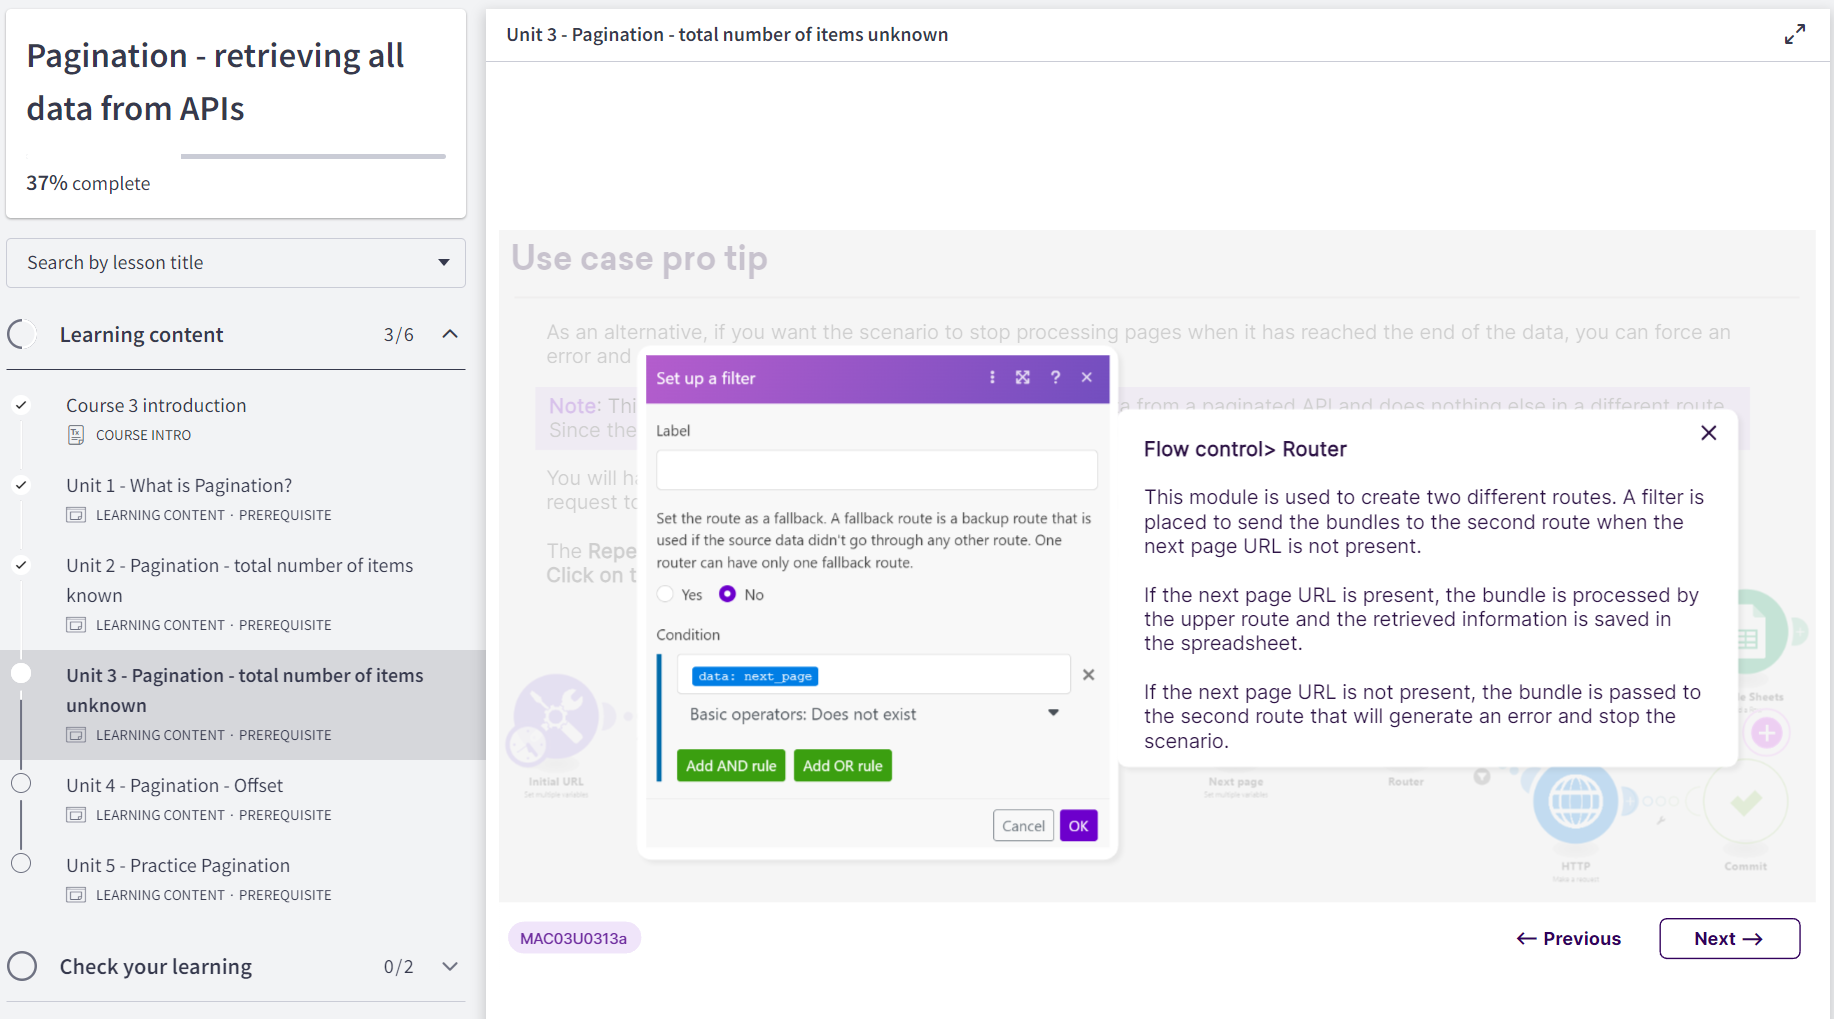 Pagination - retrieving all
data from APIs
37% complete
Search by lesson title
Learning content 3/6
Course 3 introduction
COURSE INTRO
Unit 1 - What is Pagination?
LEARNING CONTENT · PREREQUISITE
Unit 2 - Pagination - total number of items
known
LEARNING CONTENT · PREREQUISITE
Unit 3 - Pagination - total number of items
unknown
LEARNING CONTENT · PREREQUISITE
Unit 4 - Pagination - Offset
LEARNING CONTENT · PREREQUISITE
Unit 5 - Practice Pagination
LEARNING CONTENT · PREREQUISITE
Check your learning 0/2
Unit 3 - Pagination - total number of items unknown
Use case pro tip
As an alternative, if you want the scenario to stop processing pages when it has reached the end of the data, you can force an
error and
Note: Thi a from a paginated API and does nothing else in a different route
Since the
You will ha
request to
The Repe
Click on t
Set up a filter
Label
Set the route as a fallback. A fallback route is a backup route that is
used if the source data didn't go through any other route. One
router can have only one fallback route.
Yes No
Condition
data: next_page
Basic operators: Does not exist
Add AND rule Add OR rule
Cancel OK
Flow control> Router
This module is used to create two different routes. A filter is
placed to send the bundles to the second route when the
next page URL is not present.
If the next page URL is present, the bundle is processed by
the upper route and the retrieved information is saved in
the spreadsheet.
If the next page URL is not present, the bundle is passed to
the second route that will generate an error and stop the
scenario.
le Sheets
Initial URL
Set multiple variables
Next page
Set multiple variables
Router
HTTP
Make a request
Commit
MAC03U0313a
← Previous
Next →